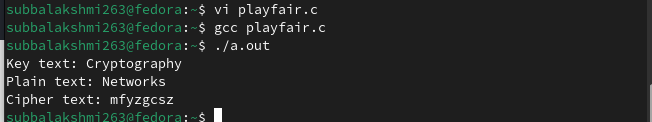 subbalakshmi263@fedora:~$ vi playfair.c
subbalakshmi263@fedora:~$ gcc playfair.c
subbalakshmi263@fedora:~$ ./a.out
Key text: Cryptography
Plain text: Networks
Cipher text: mfyzgcsz
subbalakshmi263@fedora:~$